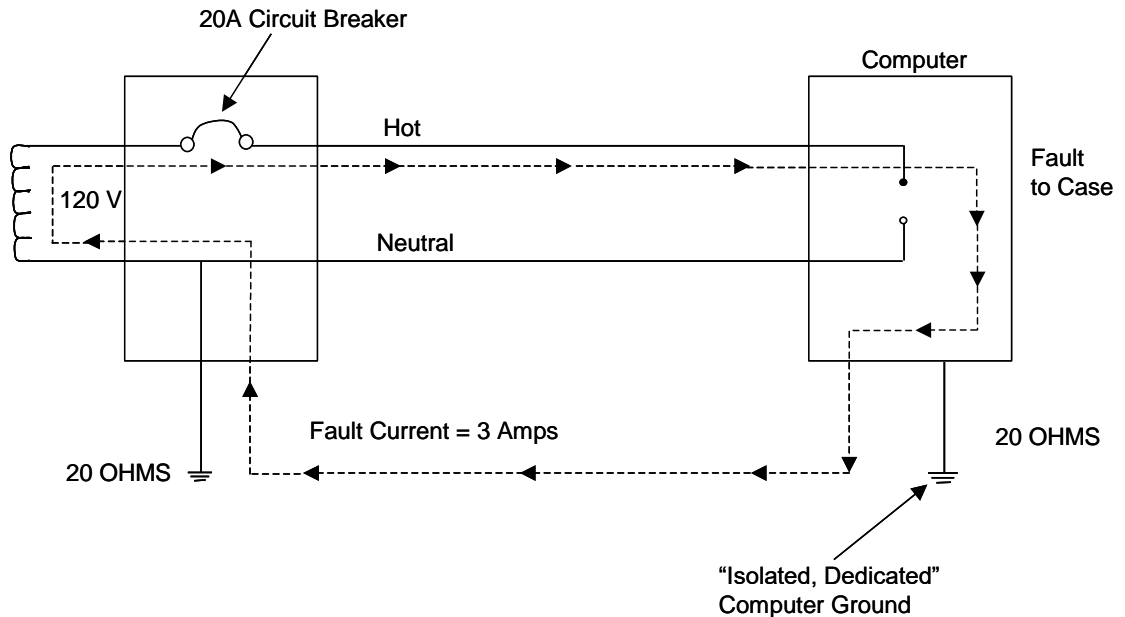 20A Circuit Breaker
Computer
Hot
Fault
to Case
120 V
Neutral
Fault Current = 3 Amps
20 OHMS
20 OHMS
“Isolated, Dedicated”
Computer Ground